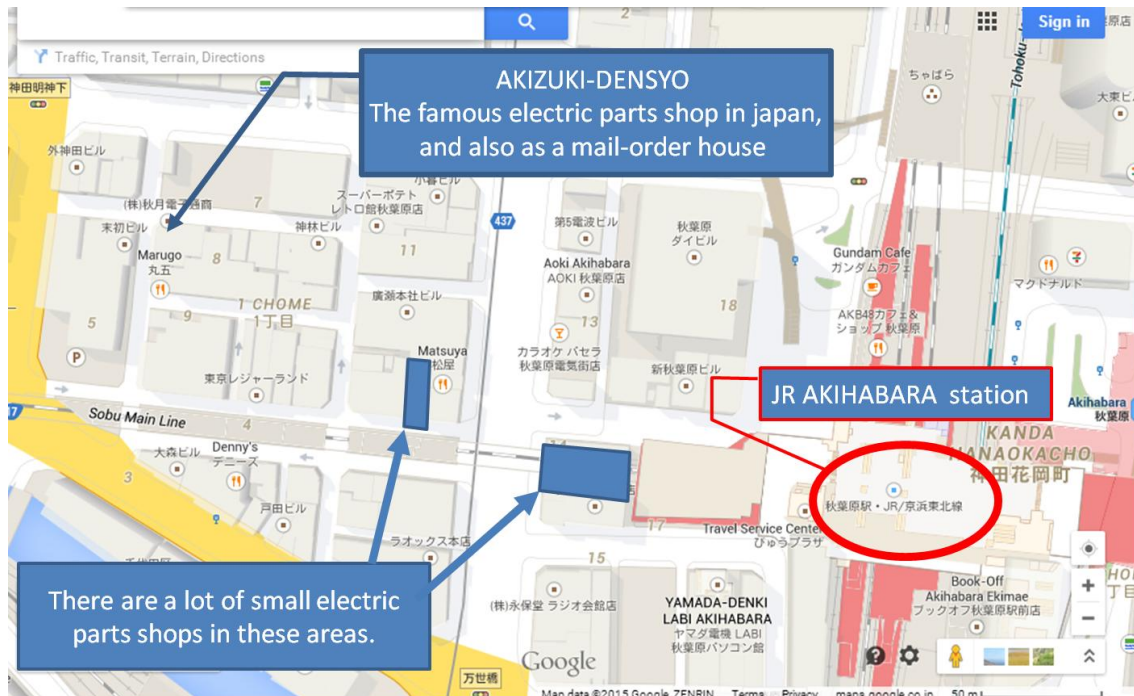 Sign in
Traffic, Transit, Terrain, Directions
AKIZUKI-DENSYO
The famous electric parts shop in japan,
and also as a mail-order house
神田明神下
2
Tohoku-
ちゃばら
外神田ビル
(株)秋月電子通商
7
スーパーポテト
レトロ館秋葉原店
末初ビル
神林ビル
437
第5電波ビル
秋葉原
ダイビル
Marugo
丸五
8
11
Aoki Akihabara
AOKI 秋葉原店
Gundam Cafe
ガンダムカフェ
マクドナルド
1 CHOME
1丁目
廣瀬本社ビル
18
5
9
13
AKB48カフェ&
ショップ 秋葉原
P
Matsuya
松屋
カラオケ パセラ
秋葉原電気街店
新秋葉原ビル
東京レジャーランド
JR AKIHABARA station
Akihabara
秋葉原
Sobu Main Line
4
14
KANDA
HANAOKACHO
神田花岡町
大森ビル
Denny's
デニーズ
3
戸田ビル
秋葉原駅・JR/京浜東北線
17
Travel Service Center
びゅうプラザ
ラオックス本店
15
There are a lot of small electric
parts shops in these areas.
(株)永保堂 ラジオ会館店
YAMADA-DENKI
LABI AKIHABARA
ヤマダ電機 LABI
秋葉原パソコン館
Book-Off
Akihabara Ekimae
ブックオフ秋葉原駅前店
Google
万世橋
Map data ©2015 Google, ZENRIN Terms Privacy maps.google.co.jp 50 m